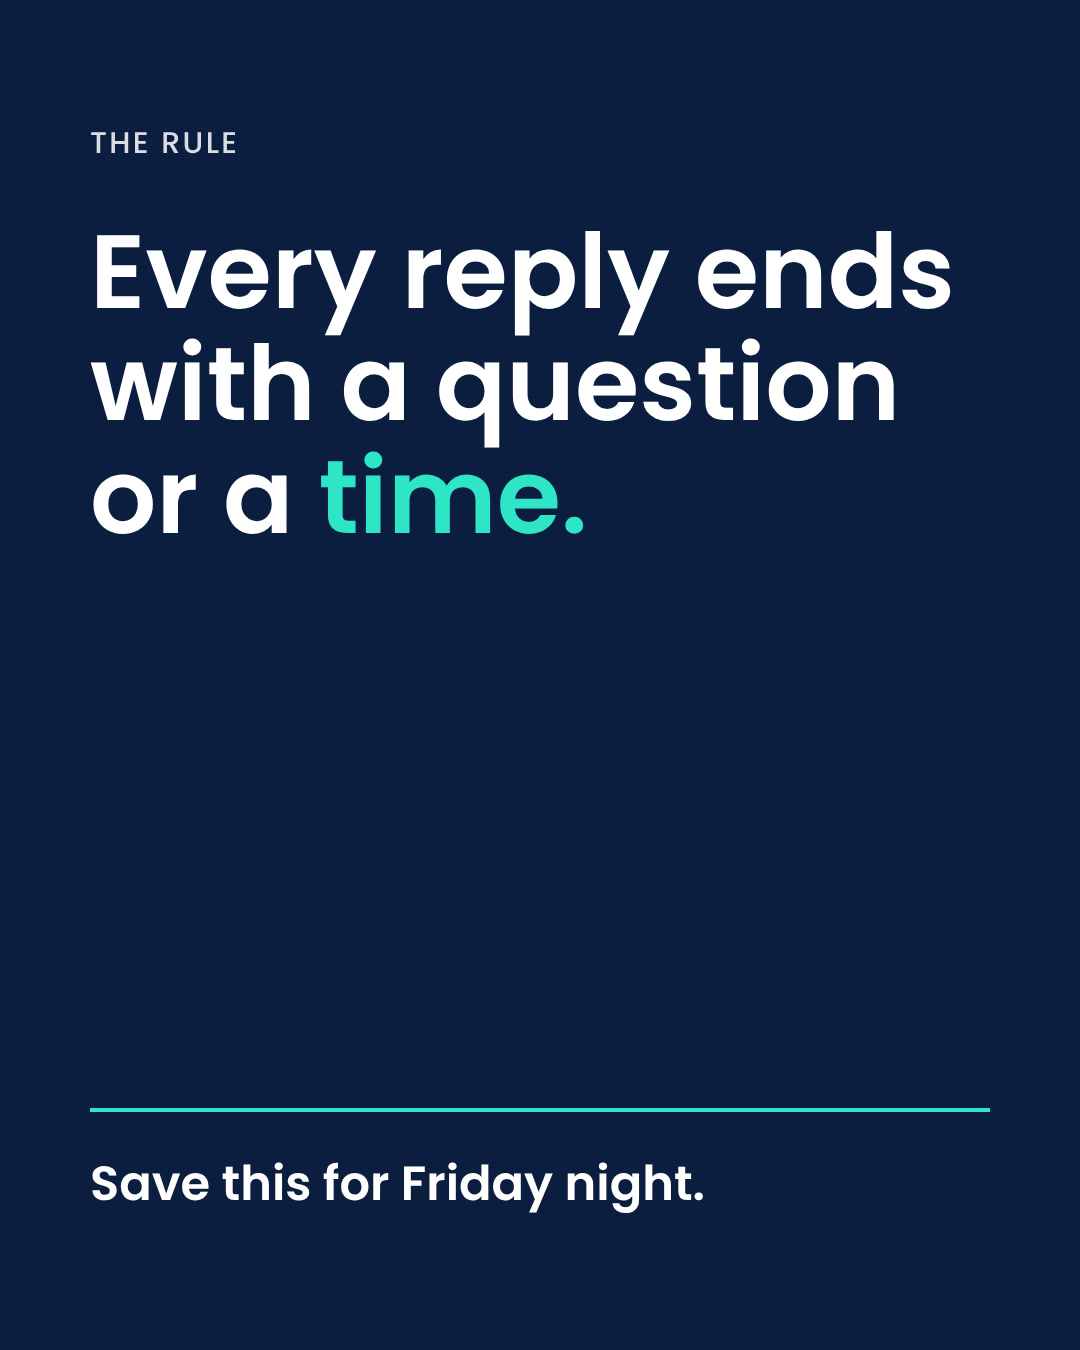 THE RULE
Every reply ends
with a question
or a time.
Save this for Friday night.